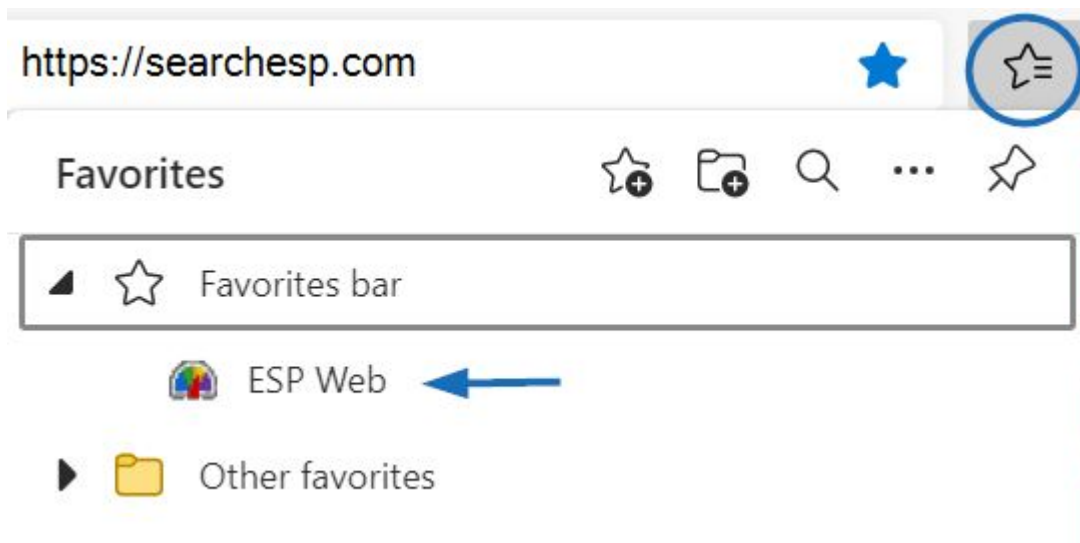 https://searchesp.com
Favorites
Favorites bar
ESP Web
Other favorites